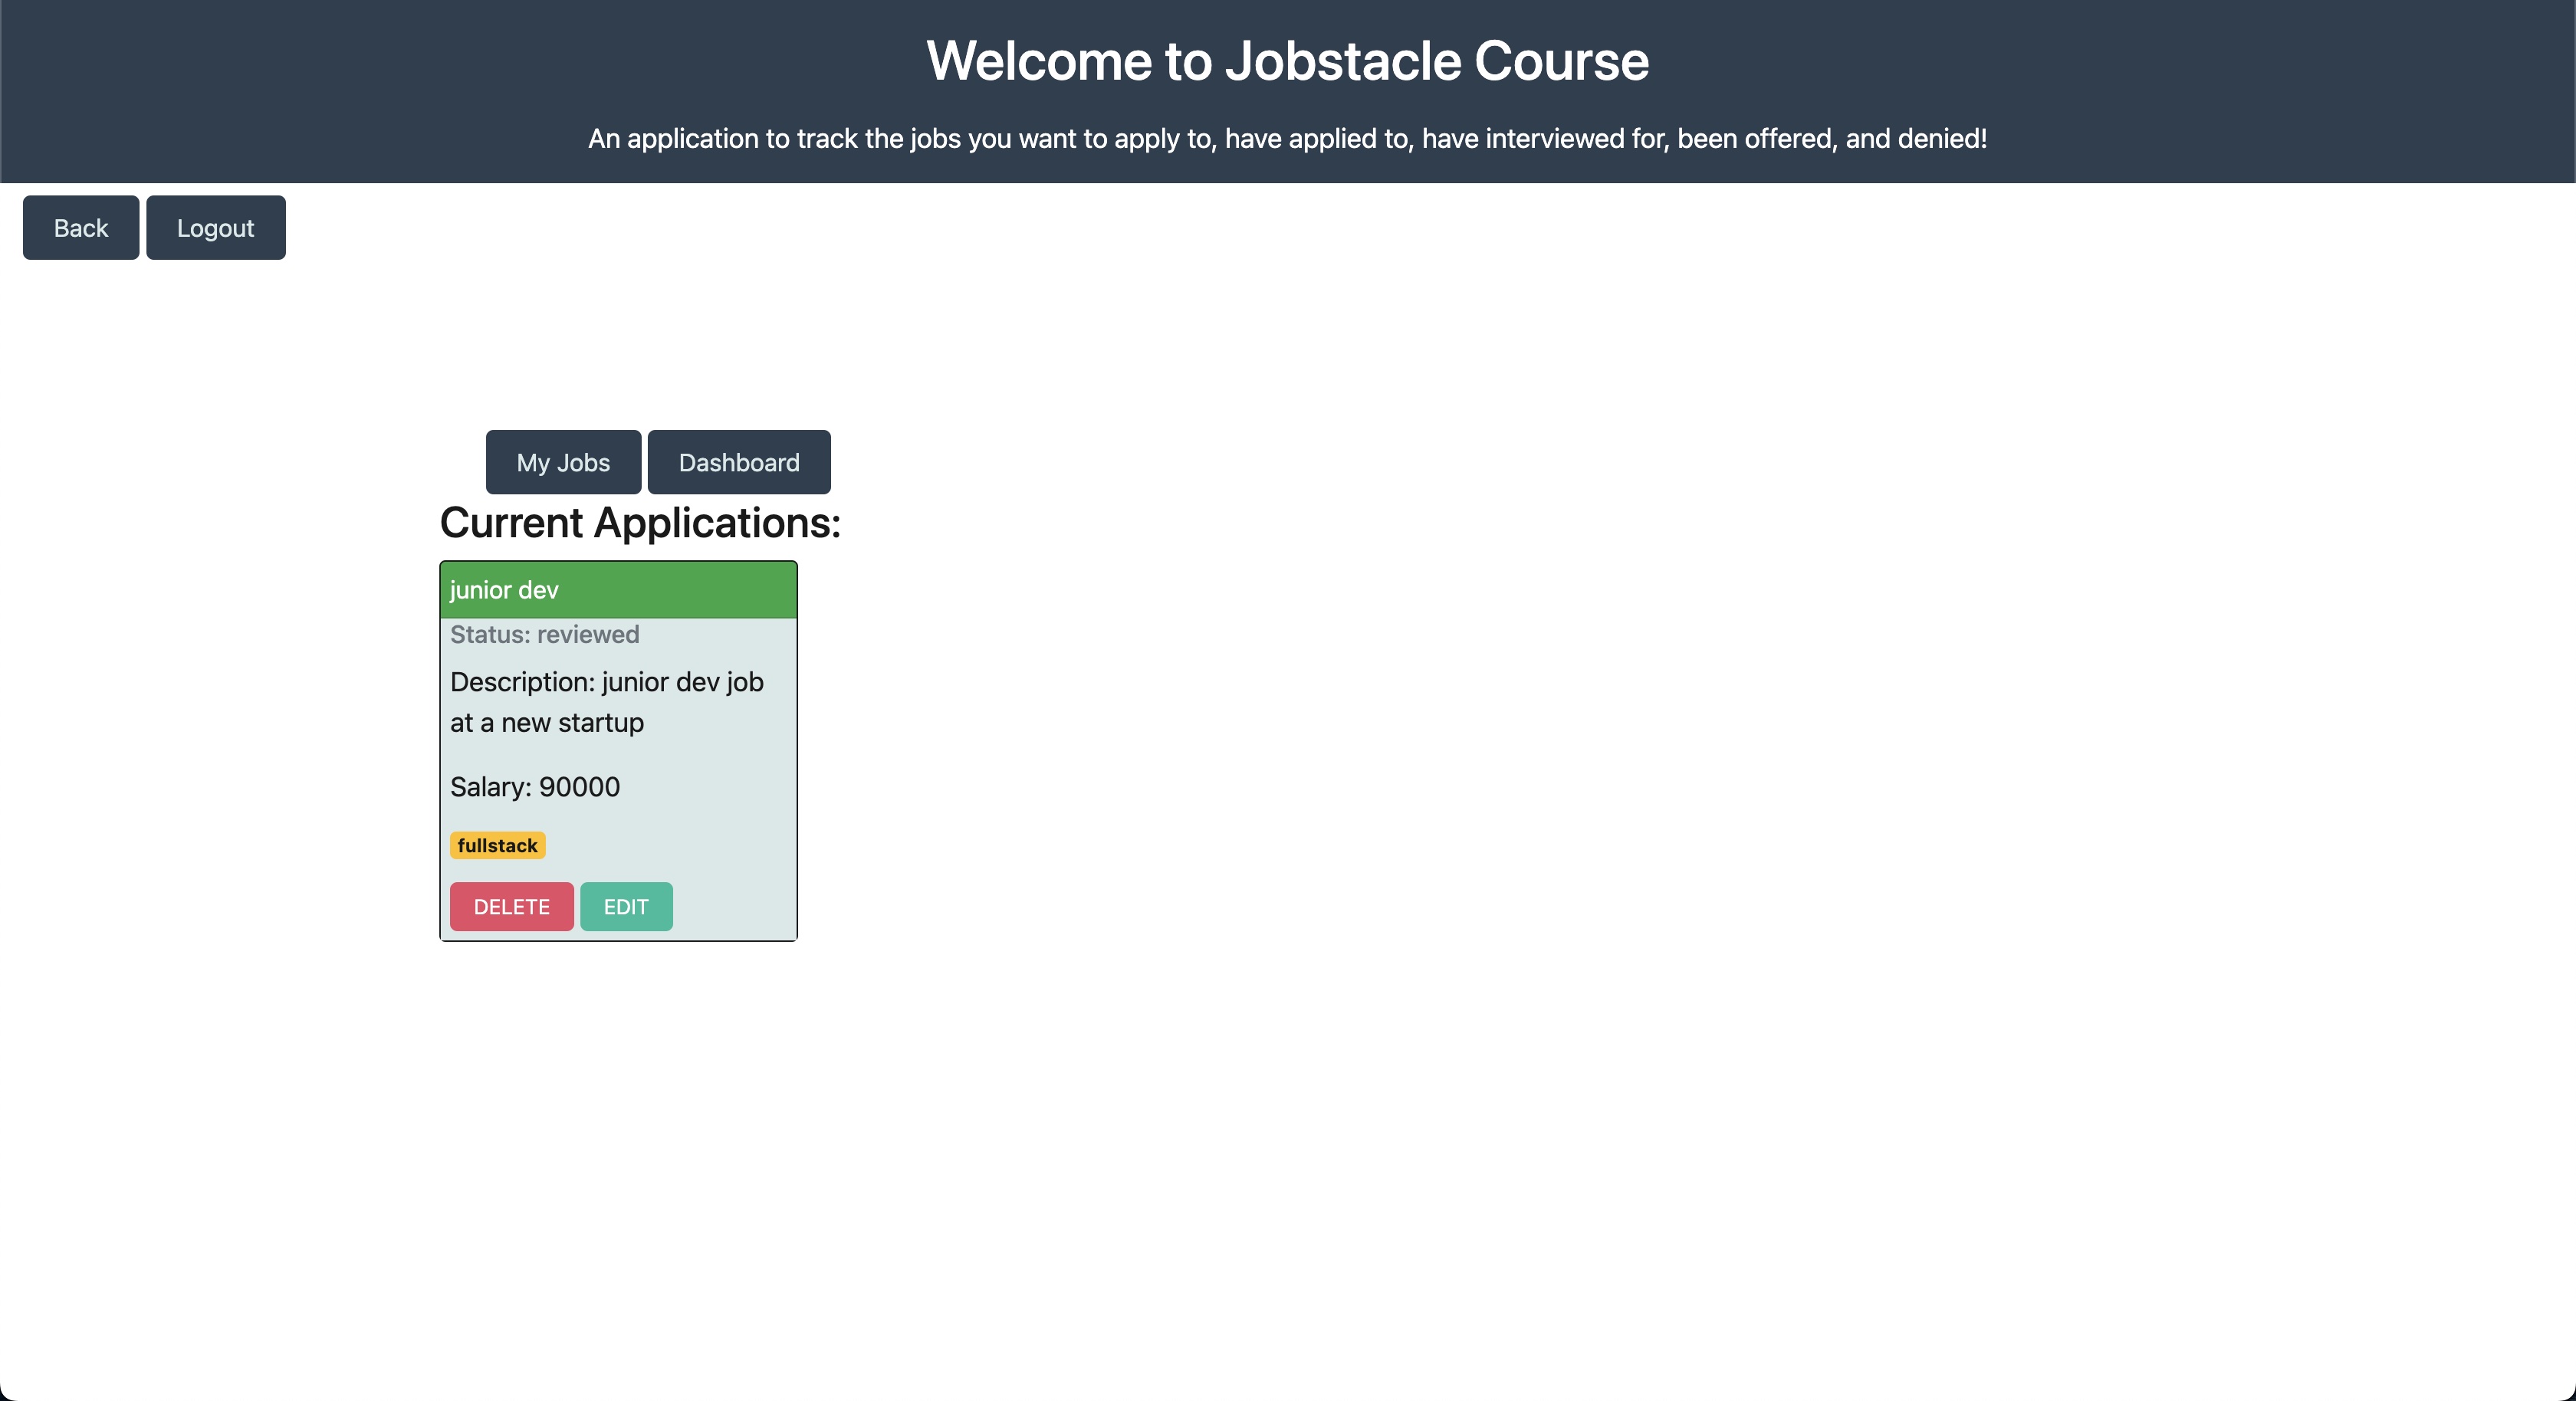 Welcome to Jobstacle Course
An application to track the jobs you want to apply to, have applied to, have interviewed for, been offered, and denied!
Back Logout
My Jobs Dashboard
Current Applications:
junior dev
Status: reviewed
Description: junior dev job
at a new startup
Salary: 90000
fullstack
DELETE EDIT